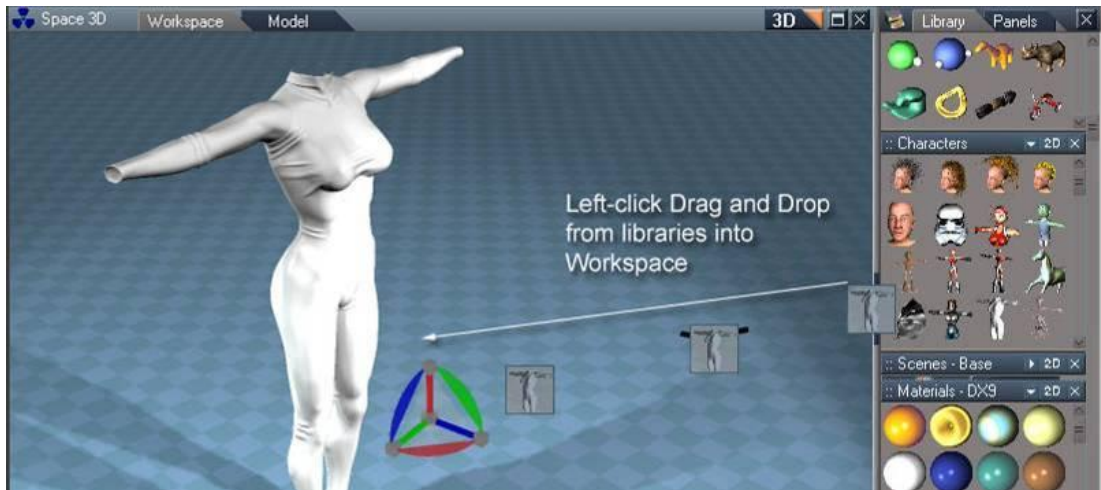 Space 3D Workspace Model 3D Library Panels
:: Characters 2D
Left-click Drag and Drop
from libraries into
Workspace
:: Scenes - Base 2D
:: Materials - DX9 2D